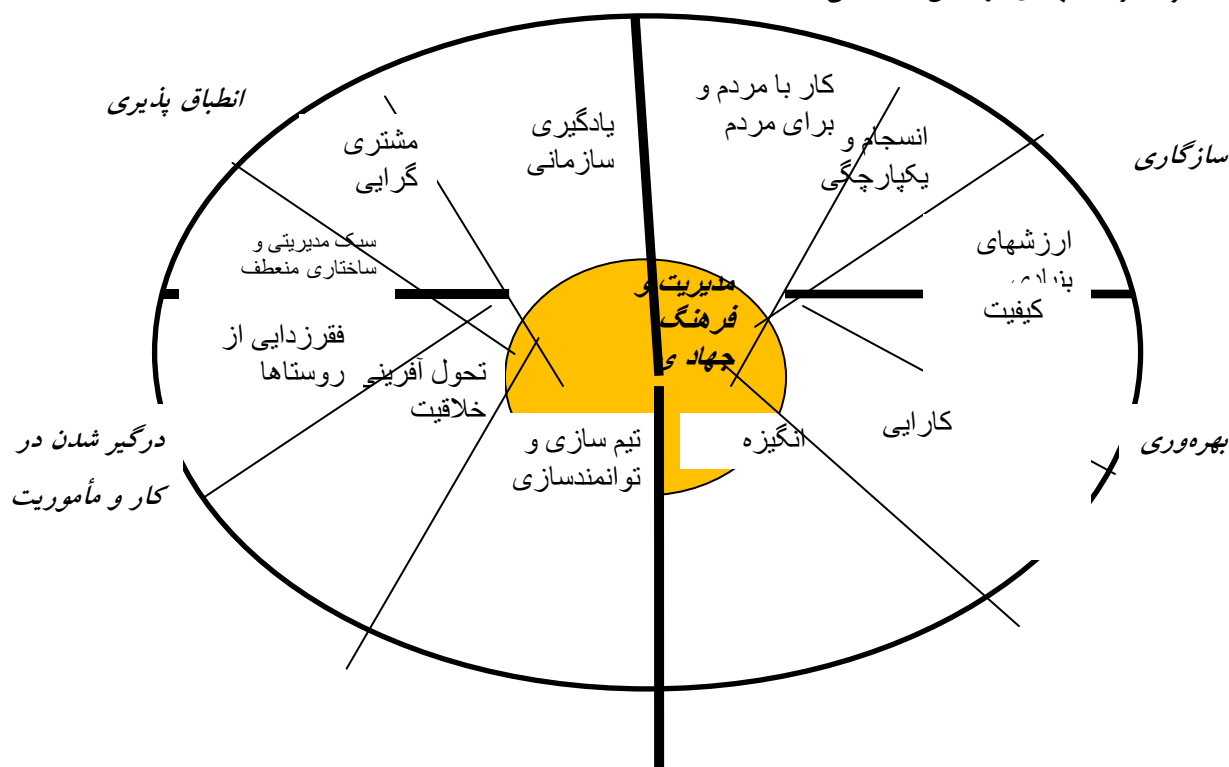 انطباق پذیری
سازگاری
کار با مردم و
برای مردم
انسجام و
یکپارچگی
ارزشهای
یادگیری
سازمانی
مشتری
گرایی
سبک مدیریتی و
ساختاری منعطف
مدیریت و
فرهنگ
جهاد ی
کیفیت
کارایی
بهره‌وری
انگیزه
تیم سازی و
توانمندسازی
تحول آفرینی
خلاقیت
فقرزدایی از
روستاها
درگیر شدن در
کار و مأموریت